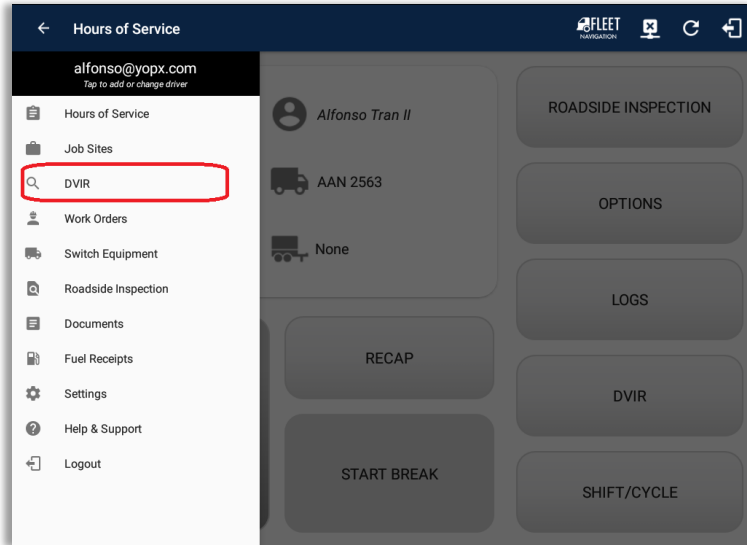 Hours of Service
FLEET
NAVIGATION
alfonso@yopx.com
Tap to add or change driver
Hours of Service
Job Sites
DVIR
Work Orders
Switch Equipment
Roadside Inspection
Documents
Fuel Receipts
Settings
Help & Support
Logout
Alfonso Tran II
AAN 2563
None
RECAP
START BREAK
ROADSIDE INSPECTION
OPTIONS
LOGS
DVIR
SHIFT/CYCLE